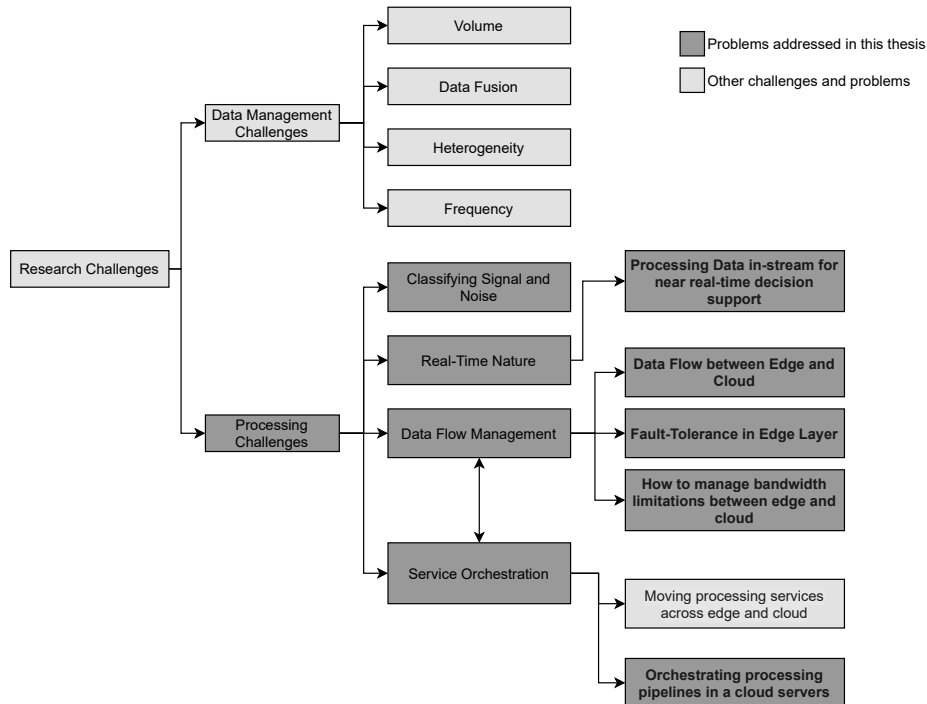 Volume
Problems addressed in this thesis
Other challenges and problems
Data Fusion
Data Management
Challenges
Heterogeneity
Frequency
Research Challenges
Classifying Signal and
Noise
Processing Data in-stream for
near real-time decision
support
Real-Time Nature
Data Flow between Edge and
Cloud
Processing
Challenges
Data Flow Management
Fault-Tolerance in Edge Layer
How to manage bandwidth
limitations between edge and
cloud
Service Orchestration
Moving processing services
across edge and cloud
Orchestrating processing
pipelines in a cloud servers